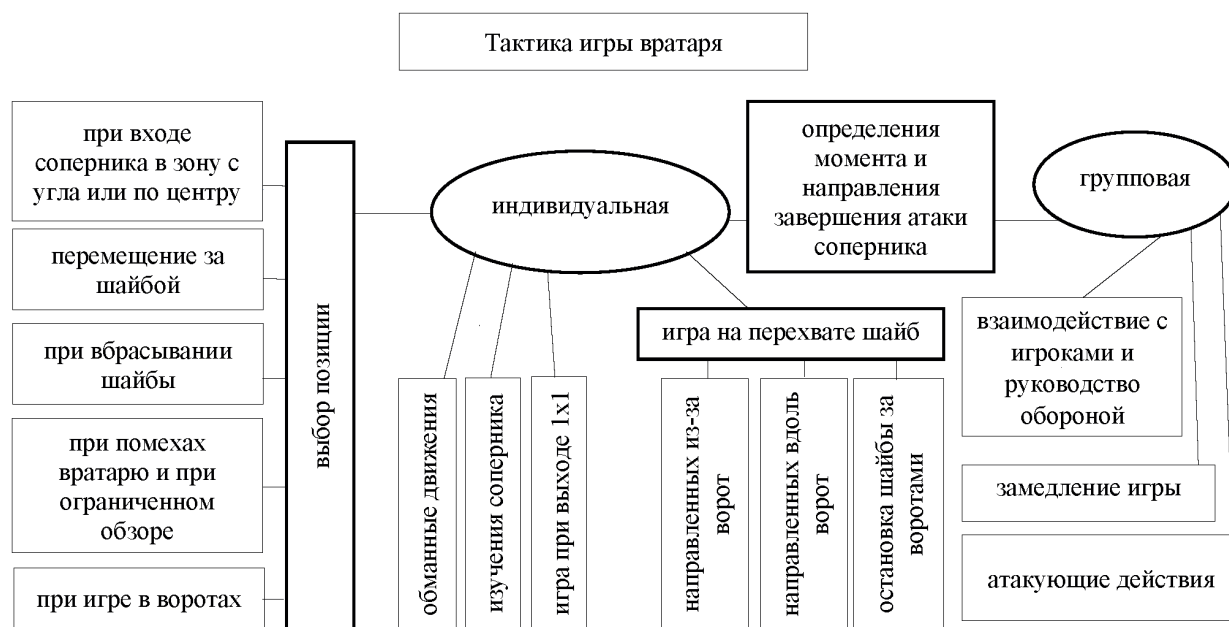 Тактика игры вратаря
при входе
соперника в зону с
угла или по центру
перемещение за
шайбой
при вбрасывании
шайбы
при помехах
вратарю и при
ограниченном
обзоре
при игре в воротах
выбор позиции
индивидуальная
обманные движения
изучения соперника
игра при выходе 1х1
определения
момента и
направления
завершения атаки
соперника
игра на перехвате шайб
направленных из-за
ворот
направленных вдоль
ворот
остановка шайбы за
воротами
групповая
взаимодействие с
игроками и
руководство
обороной
замедление игры
атакующие действия